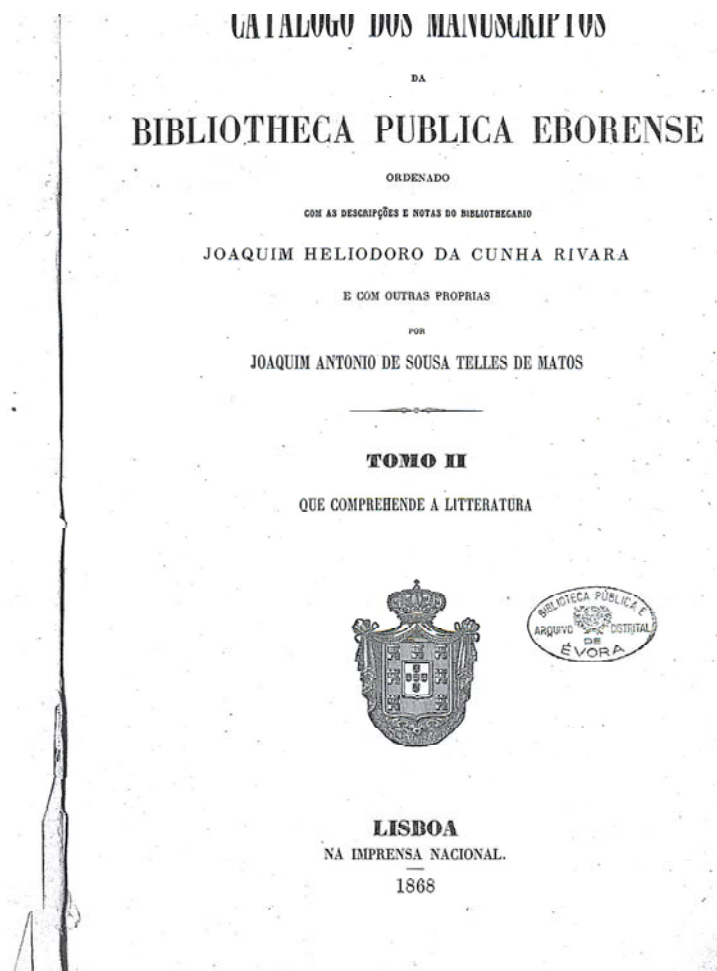 CATALOGO DOS MANUSCRIPTOS
DA
BIBLIOTHECA PUBLICA EBORENSE
ORDENADO
COM AS DESCRIPÇÕES E NOTAS DO BIBLIOTHECARIO
JOAQUIM HELIODORO DA CUNHA RIVARA
E COM OUTRAS PROPRIAS
POR
JOAQUIM ANTONIO DE SOUSA TELLES DE MATOS
TOMO II
QUE COMPREHENDE A LITTERATURA
BIBLIOTECA PÚBLICA E
ARQUIVO DISTRITAL
DE
ÉVORA
LISBOA
NA IMPRENSA NACIONAL.
1868